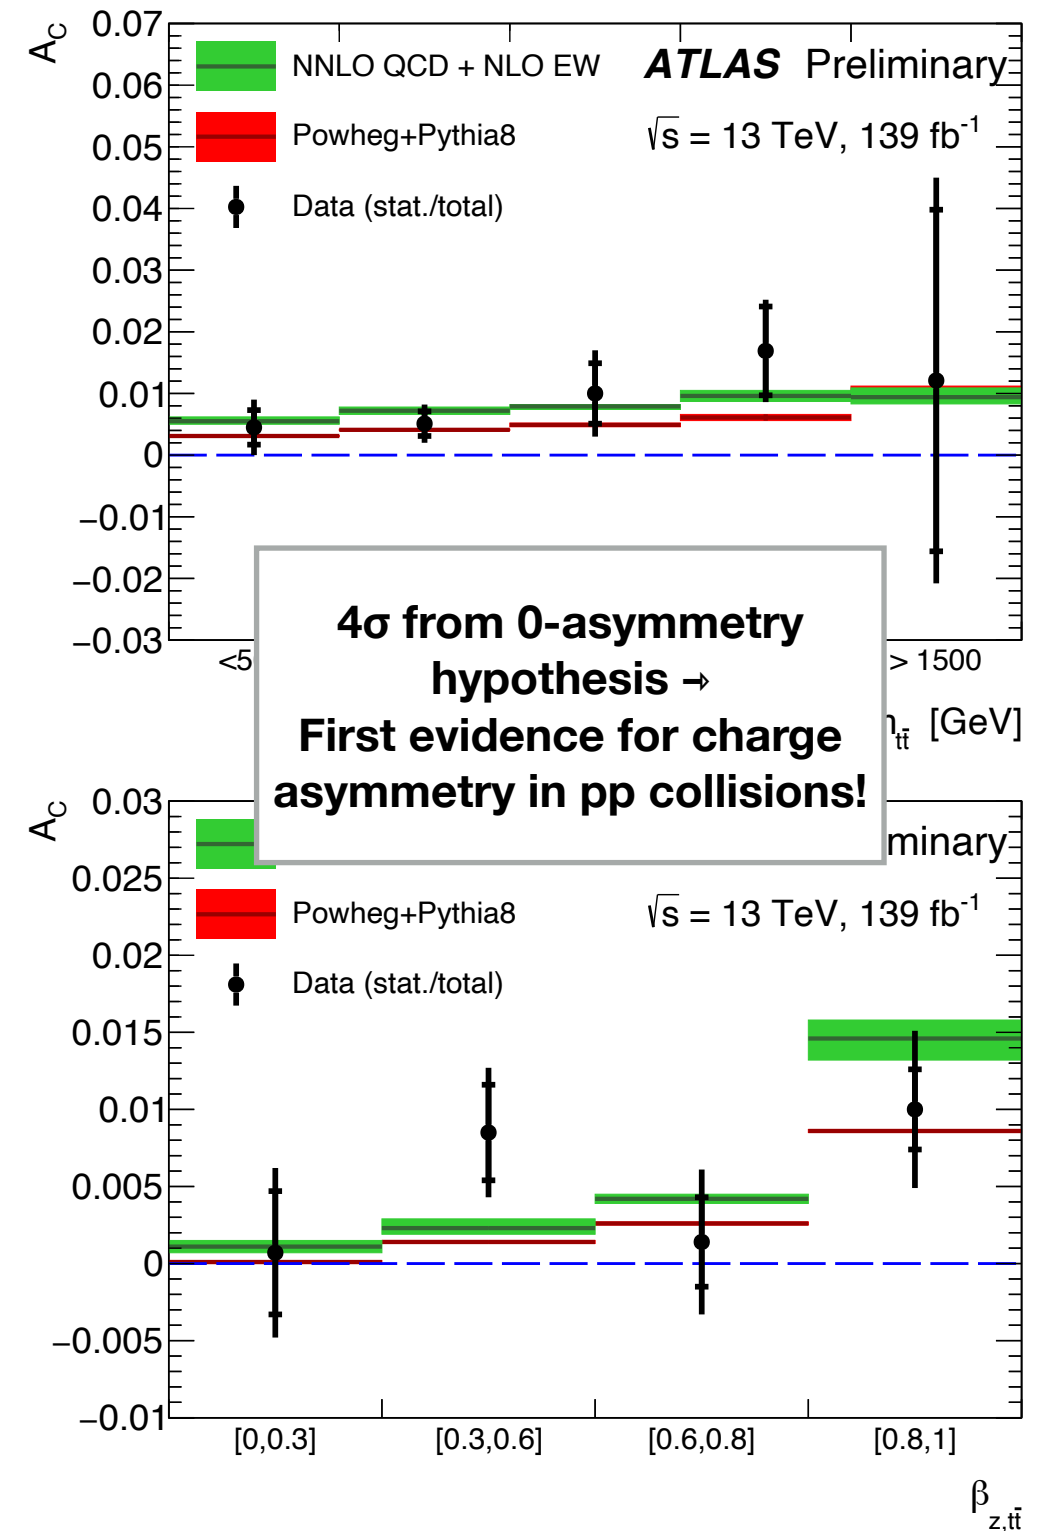 A_C
0.07
0.06
0.05
0.04
0.03
0.02
0.01
0
−0.01
−0.02
−0.03
NNLO QCD + NLO EW
Powheg+Pythia8
Data (stat./total)
ATLAS Preliminary
√s = 13 TeV, 139 fb⁻¹
> 1500
[GeV]
4σ from 0-asymmetry
hypothesis →
First evidence for charge
asymmetry in pp collisions!
A_C
0.03
0.025
0.02
0.015
0.01
0.005
0
−0.005
−0.01
Powheg+Pythia8
Data (stat./total)
minary
√s = 13 TeV, 139 fb⁻¹
[0,0.3] [0.3,0.6] [0.6,0.8] [0.8,1]
β_z,tt̄